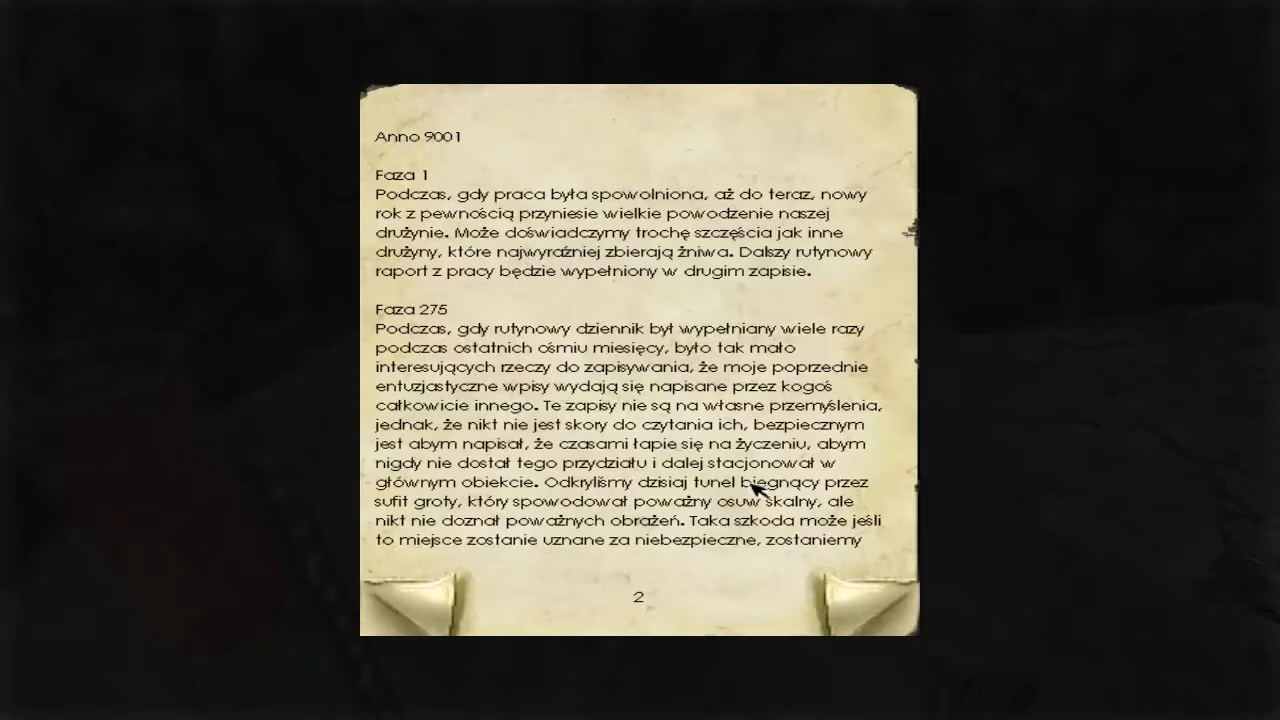 Anno 9001
Faza 1
Podczas, gdy praca była spowolniona, aż do teraz, nowy
rok z pewnością przyniesie wielkie powodzenie naszej
drużynie. Może doświadczymy trochę szczęścia jak inne
drużyny, które najwyraźniej zbierają żniwa. Dalszy rutynowy
raport z pracy będzie wypełniony w drugim zapisie.
Faza 275
Podczas, gdy rutynowy dziennik był wypełniany wiele razy
podczas ostatnich ośmiu miesięcy, było tak mało
interesujących rzeczy do zapisywania, że moje poprzednie
entuzjastyczne wpisy wydają się napisane przez kogoś
całkowicie innego. Te zapisy nie są na własne przemyślenia,
jednak, że nikt nie jest skory do czytania ich, bezpiecznym
jest abym napisał, że czasami łapie się na życzeniu, abym
nigdy nie dostał tego przydziału i dalej stacjonował w
głównym obiekcie. Odkryliśmy dzisiaj tunel biegnący przez
sufit groty, który spowodował poważny osuw skalny, ale
nikt nie doznał poważnych obrażeń. Taka szkoda może jeśli
to miejsce zostanie uznane za niebezpieczne, zostaniemy
2